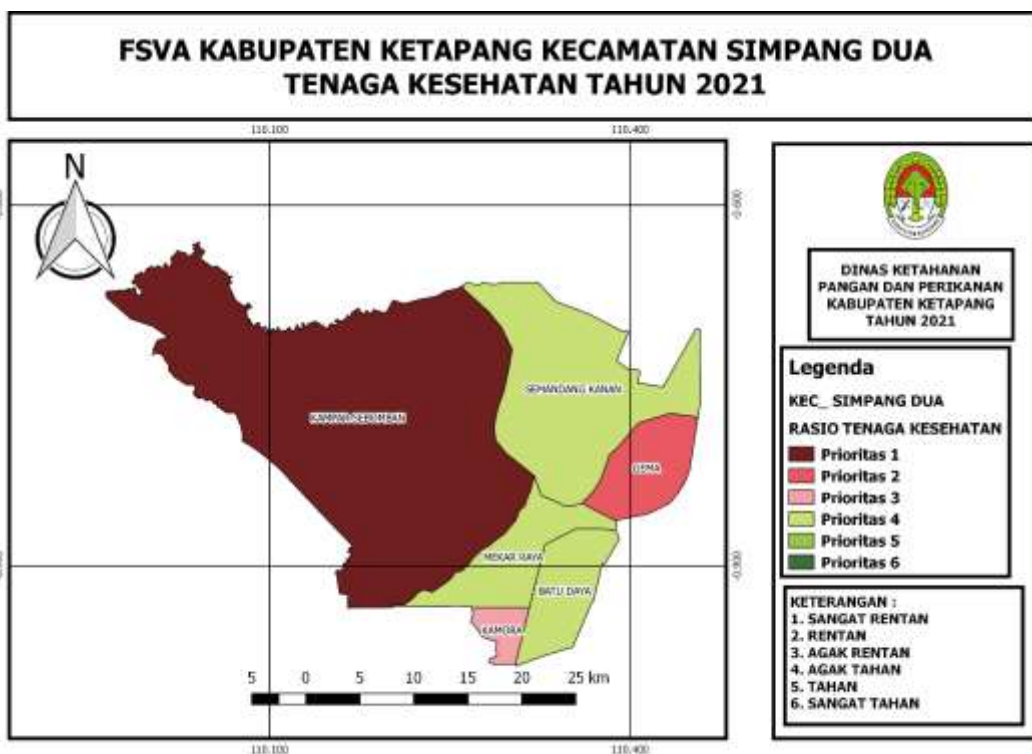 FSVA KABUPATEN KETAPANG KECAMATAN SIMPANG DUA
TENAGA KESEHATAN TAHUN 2021
110.100
110.400
N
-0.600
DINAS KETAHANAN
PANGAN DAN PERIKANAN
KABUPATEN KETAPANG
TAHUN 2021
Legenda
KEC_ SIMPANG DUA
RASIO TENAGA KESEHATAN
Prioritas 1
Prioritas 2
Prioritas 3
Prioritas 4
Prioritas 5
Prioritas 6
KETERANGAN :
1. SANGAT RENTAN
2. RENTAN
3. AGAK RENTAN
4. AGAK TAHAN
5. TAHAN
6. SANGAT TAHAN
SEMANDANG KANAN
KAMPAR SEBOMBAN
GEMA
MEKAR RAYA
-0.900
BATU DAYA
KAMORA
5 0 5 10 15 20 25 km
110.100
110.400